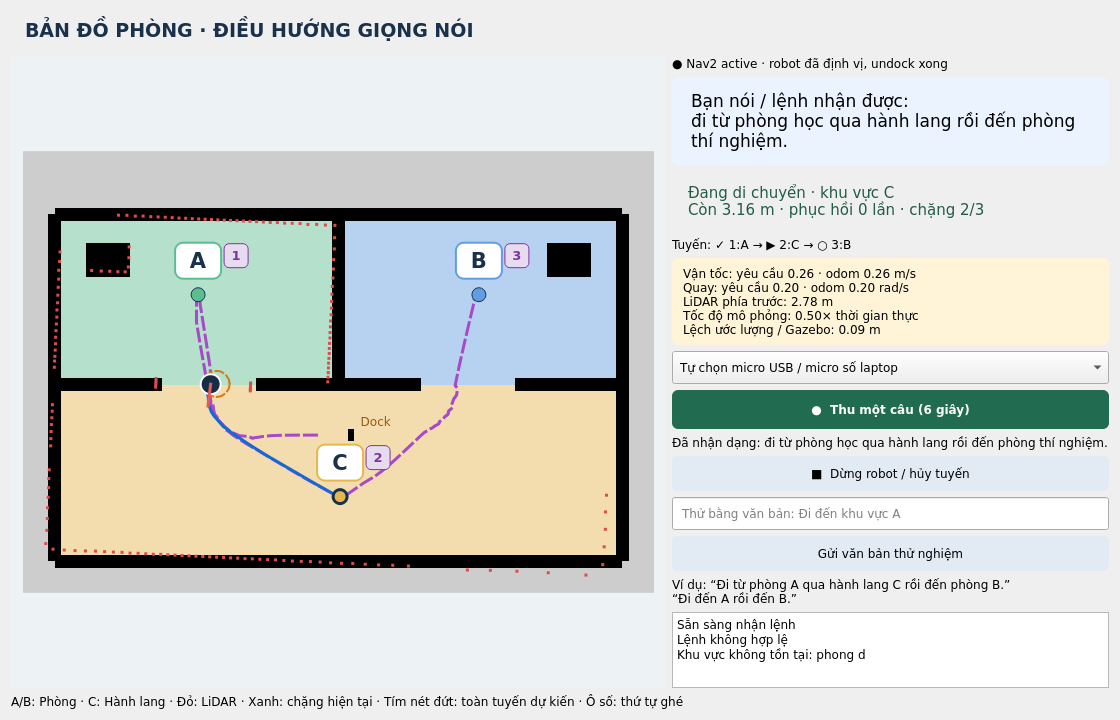 BẢN ĐỒ PHÒNG · ĐIỀU HƯỚNG GIỌNG NÓI
A
1
B
3
Dock
C
2
● Nav2 active · robot đã định vị, undock xong
Bạn nói / lệnh nhận được:
đi từ phòng học qua hành lang rồi đến phòng
thí nghiệm.
Đang di chuyển · khu vực C
Còn 3.16 m · phục hồi 0 lần · chặng 2/3
Tuyến: ✓ 1:A → ▶ 2:C → ○ 3:B
Vận tốc: yêu cầu 0.26 · odom 0.26 m/s
Quay: yêu cầu 0.20 · odom 0.20 rad/s
LiDAR phía trước: 2.78 m
Tốc độ mô phỏng: 0.50× thời gian thực
Lệch ước lượng / Gazebo: 0.09 m
Tự chọn micro USB / micro số laptop
● Thu một câu (6 giây)
Đã nhận dạng: đi từ phòng học qua hành lang rồi đến phòng thí nghiệm.
■ Dừng robot / hủy tuyến
Thử bằng văn bản: Đi đến khu vực A
Gửi văn bản thử nghiệm
Ví dụ: “Đi từ phòng A qua hành lang C rồi đến phòng B.”
“Đi đến A rồi đến B.”
Sẵn sàng nhận lệnh
Lệnh không hợp lệ
Khu vực không tồn tại: phong d
A/B: Phòng · C: Hành lang · Đỏ: LiDAR · Xanh: chặng hiện tại · Tím nét đứt: toàn tuyến dự kiến · Ô số: thứ tự ghé